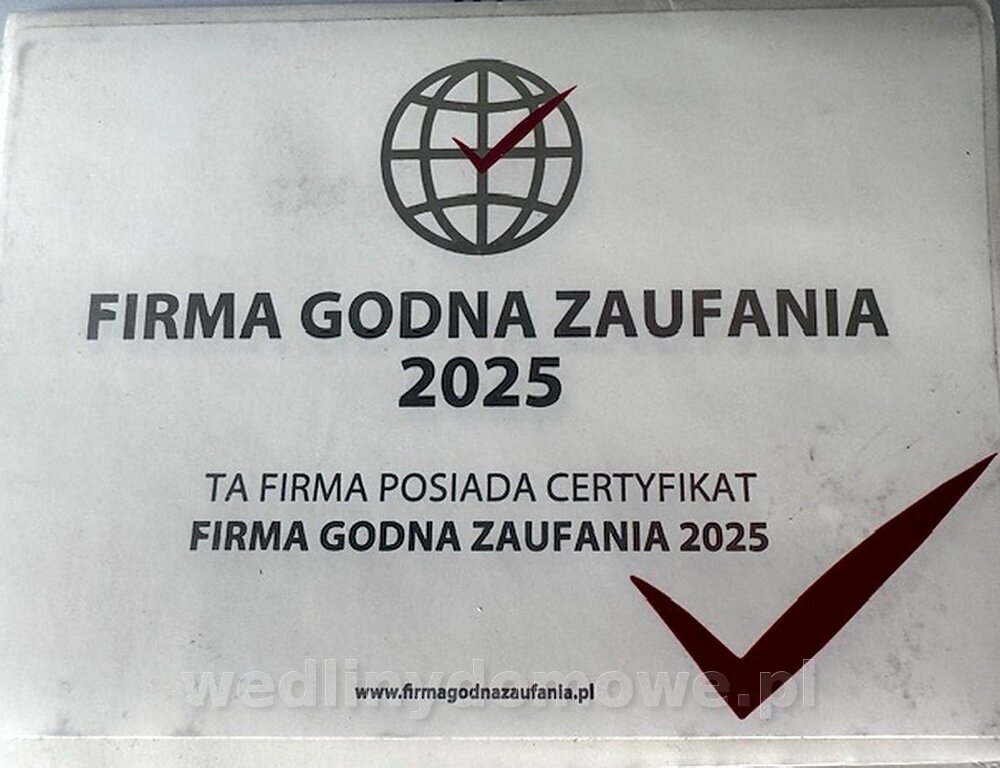 FIRMA GODNA ZAUFANIA
2025
TA FIRMA POSIADA CERTYFIKAT
FIRMA GODNA ZAUFANIA 2025
wedlinydomowe.pl
www.firmagodnazaufania.pl